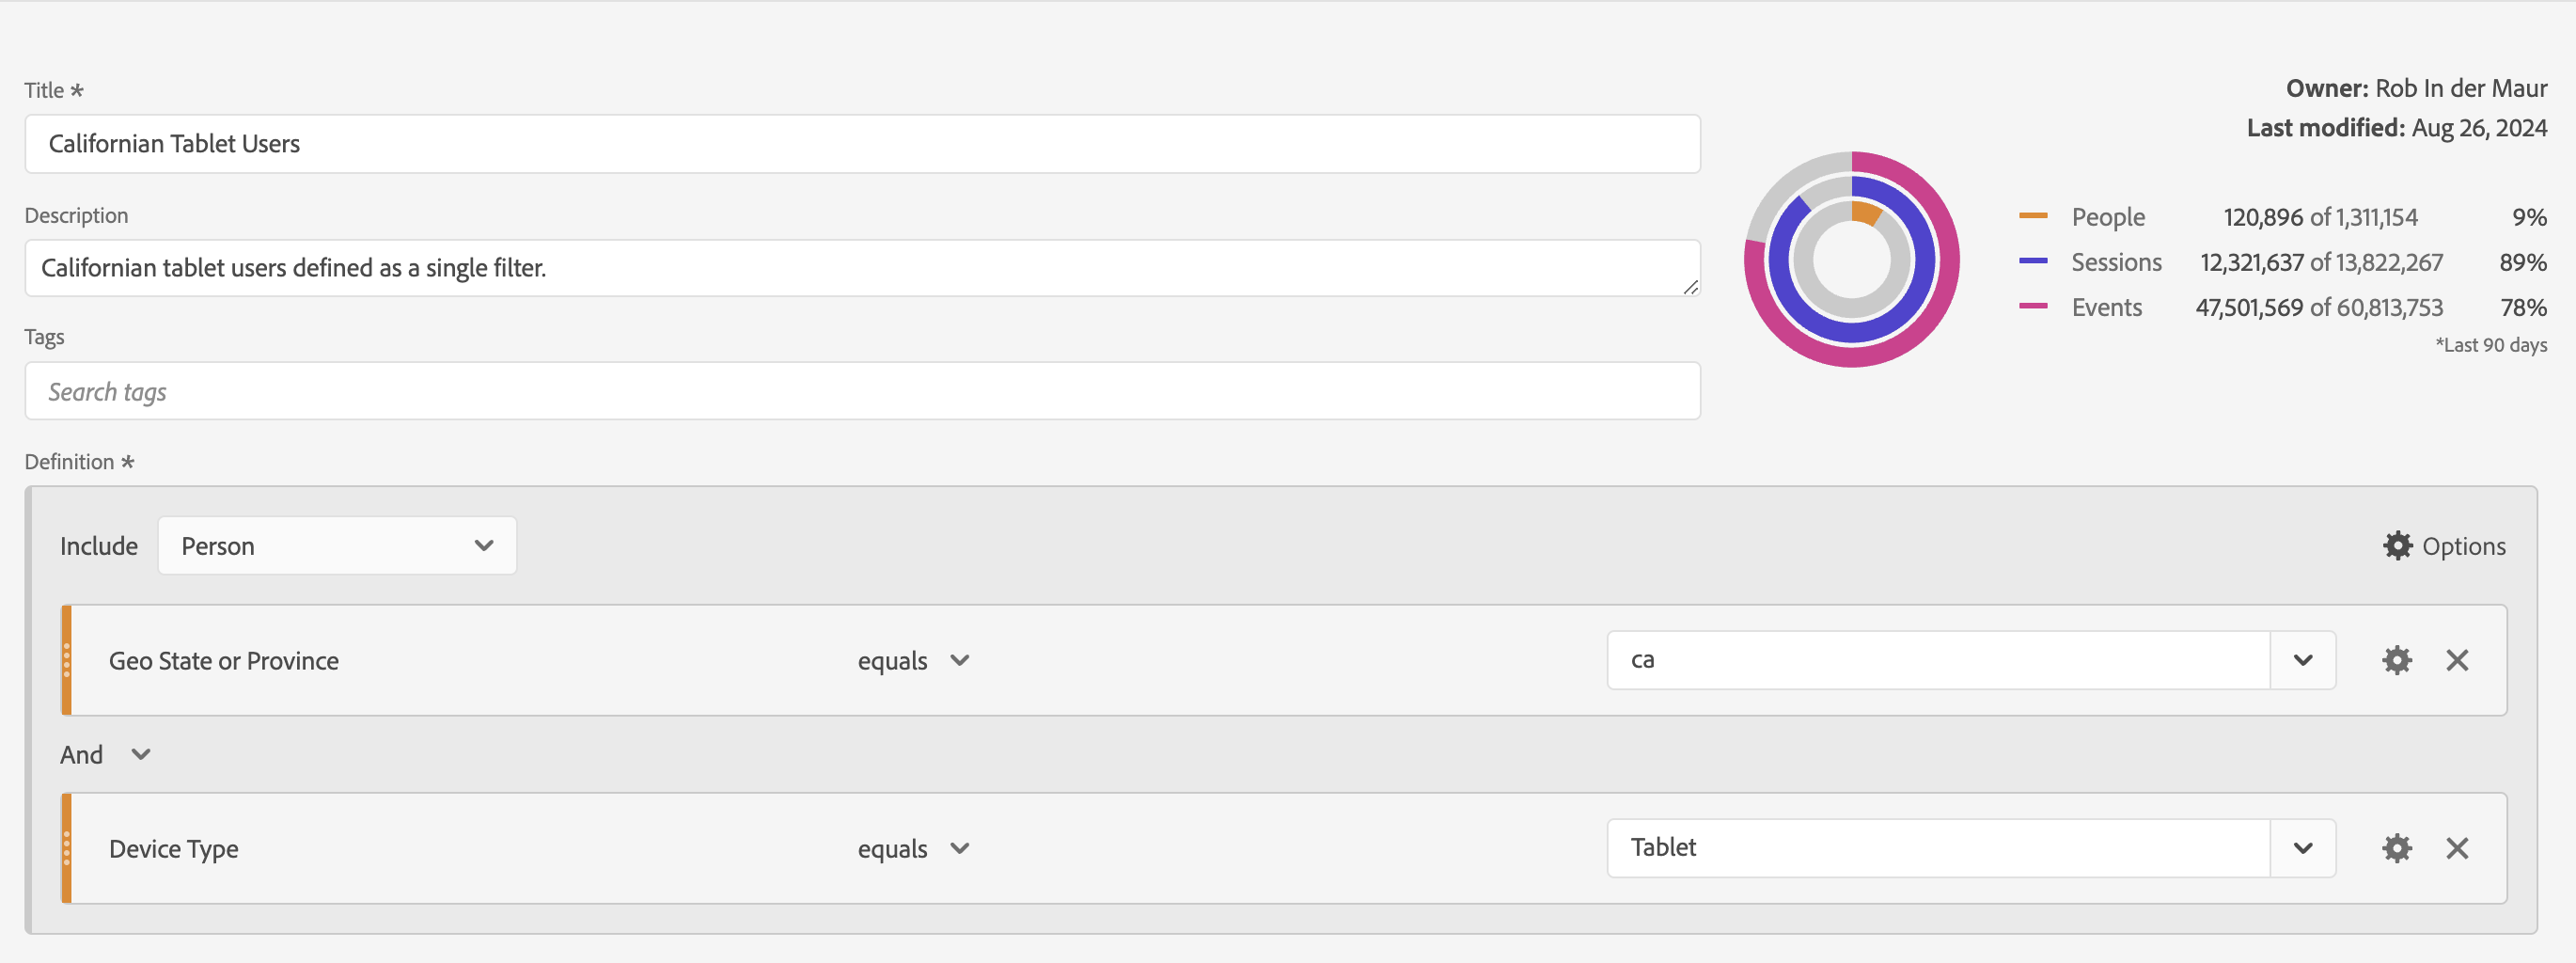 Title *
Californian Tablet Users
Description
Californian tablet users defined as a single filter.
Tags
Search tags
Owner: Rob In der Maur
Last modified: Aug 26, 2024
People 120,896 of 1,311,154 9%
Sessions 12,321,637 of 13,822,267 89%
Events 47,501,569 of 60,813,753 78%
*Last 90 days
Definition *
Include Person Options
Geo State or Province equals ca
And
Device Type equals Tablet